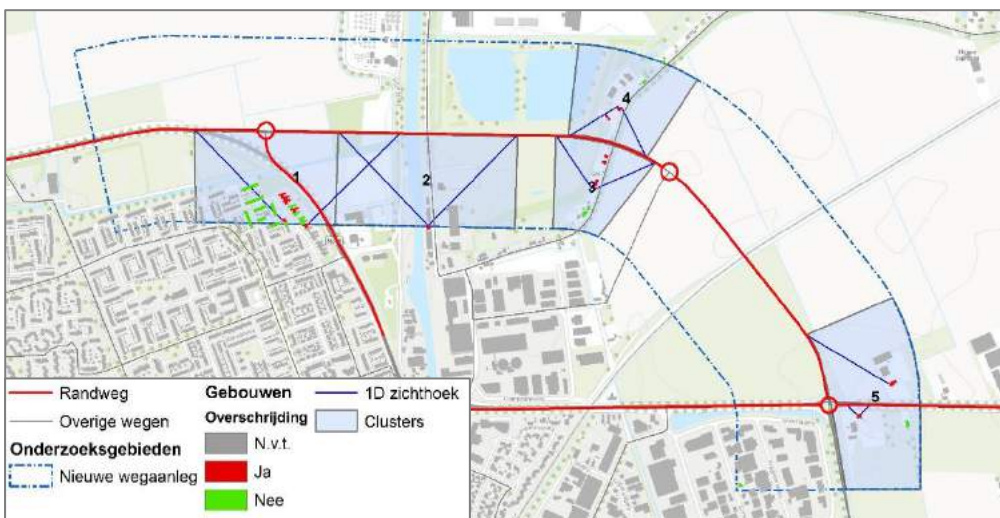 4
1
2
3
5
Randweg
Overige wegen
Onderzoeksgebieden
Nieuwe wegaanleg
Gebouwen
Overschrijding
N.v.t.
Ja
Nee
1D zichthoek
Clusters